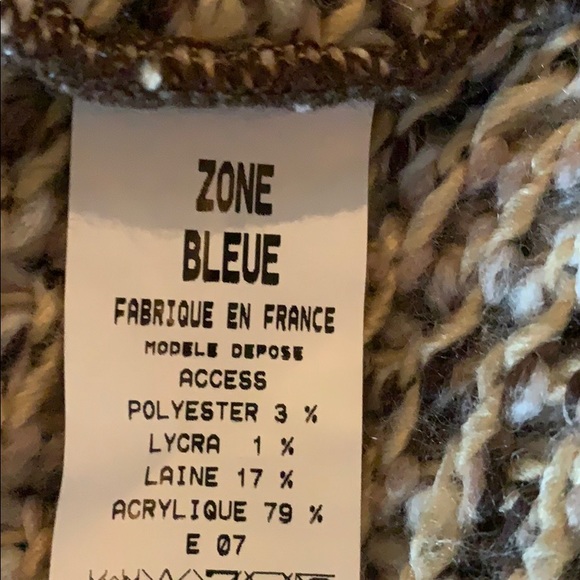 ZONE
BLEUE
FABRIQUE EN FRANCE
MODELE DEPOSE
ACCESS
POLYESTER 3 %
LYCRA 1 %
LAINE 17 %
ACRYLIQUE 79 %
E 07